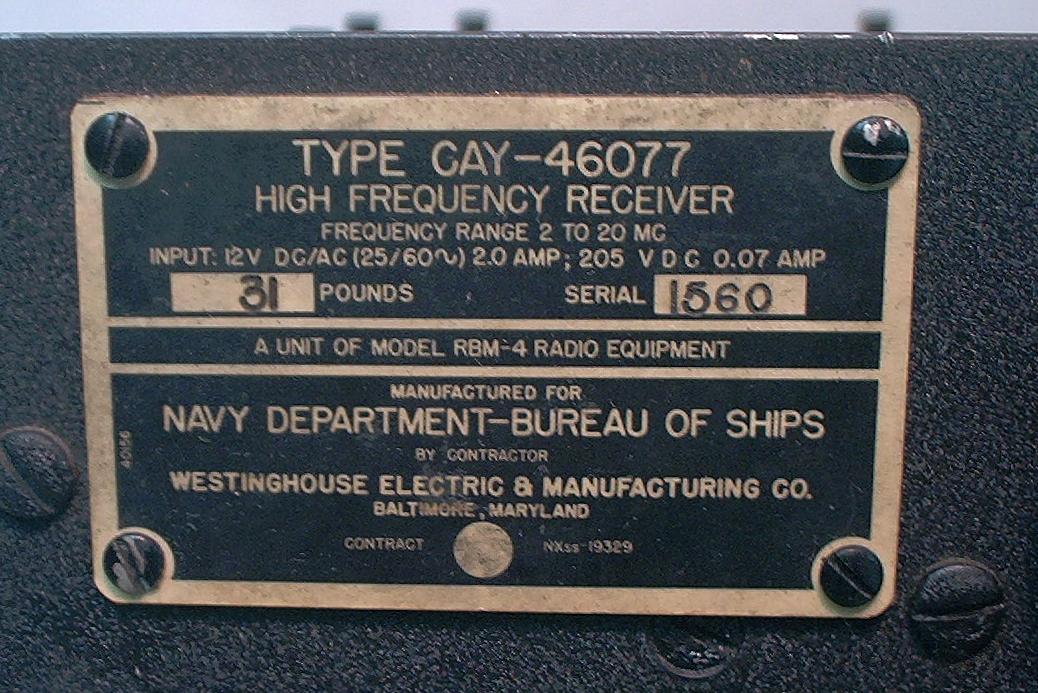 TYPE CAY-46077
HIGH FREQUENCY RECEIVER
FREQUENCY RANGE 2 TO 20 MC
INPUT: 12V DC/AC (25/60∿) 2.0 AMP; 205 V D C 0.07 AMP
31 POUNDS SERIAL 1560
A UNIT OF MODEL RBM-4 RADIO EQUIPMENT
MANUFACTURED FOR
NAVY DEPARTMENT-BUREAU OF SHIPS
BY CONTRACTOR
40156
WESTINGHOUSE ELECTRIC & MANUFACTURING CO.
BALTIMORE, MARYLAND
CONTRACT NXss-19329